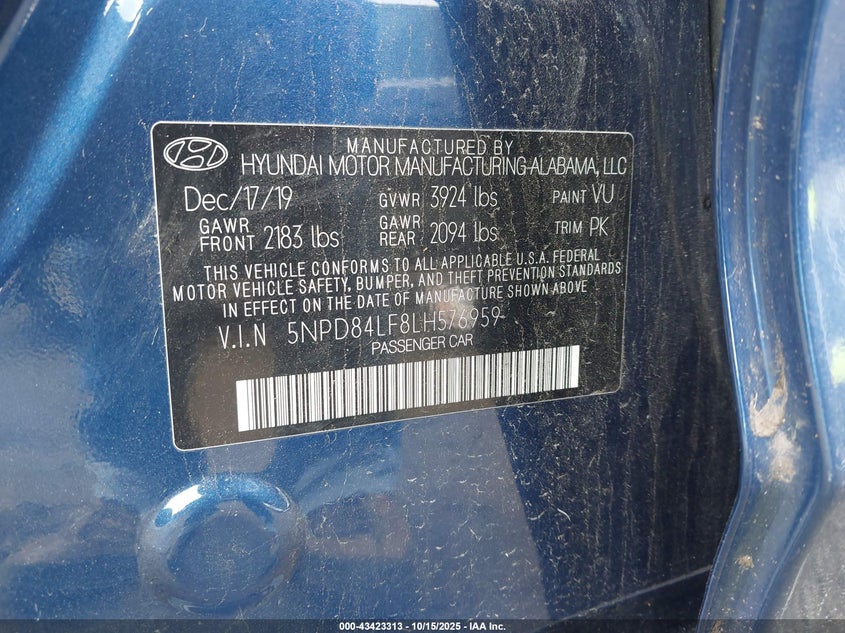 MANUFACTURED BY
HYUNDAI MOTOR MANUFACTURING ALABAMA, LLC
Dec/17/19 GVWR 3924 lbs PAINT VU
GAWR FRONT 2183 lbs GAWR REAR 2094 lbs TRIM PK
THIS VEHICLE CONFORMS TO ALL APPLICABLE U.S.A. FEDERAL
MOTOR VEHICLE SAFETY, BUMPER, AND THEFT PREVENTION STANDARDS
IN EFFECT ON THE DATE OF MANUFACTURE SHOWN ABOVE
V.I.N 5NPD84LF8LH576959
PASSENGER CAR
000-43423313 - 10/15/2025 - IAA Inc.